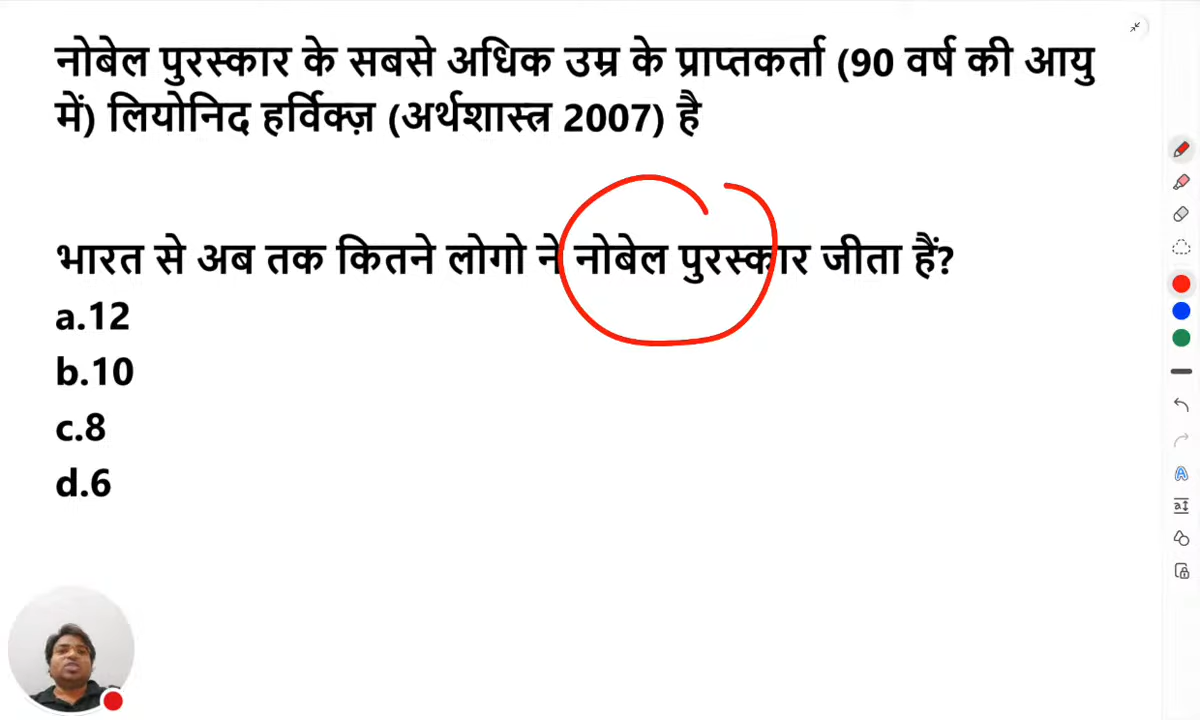 नोबेल पुरस्कार के सबसे अधिक उम्र के प्राप्तकर्ता (90 वर्ष की आयु
में) लियोनिद हर्विक्ज़ (अर्थशास्त्र 2007) है
भारत से अब तक कितने लोगो ने नोबेल पुरस्कार जीता हैं?
a.12
b.10
c.8
d.6